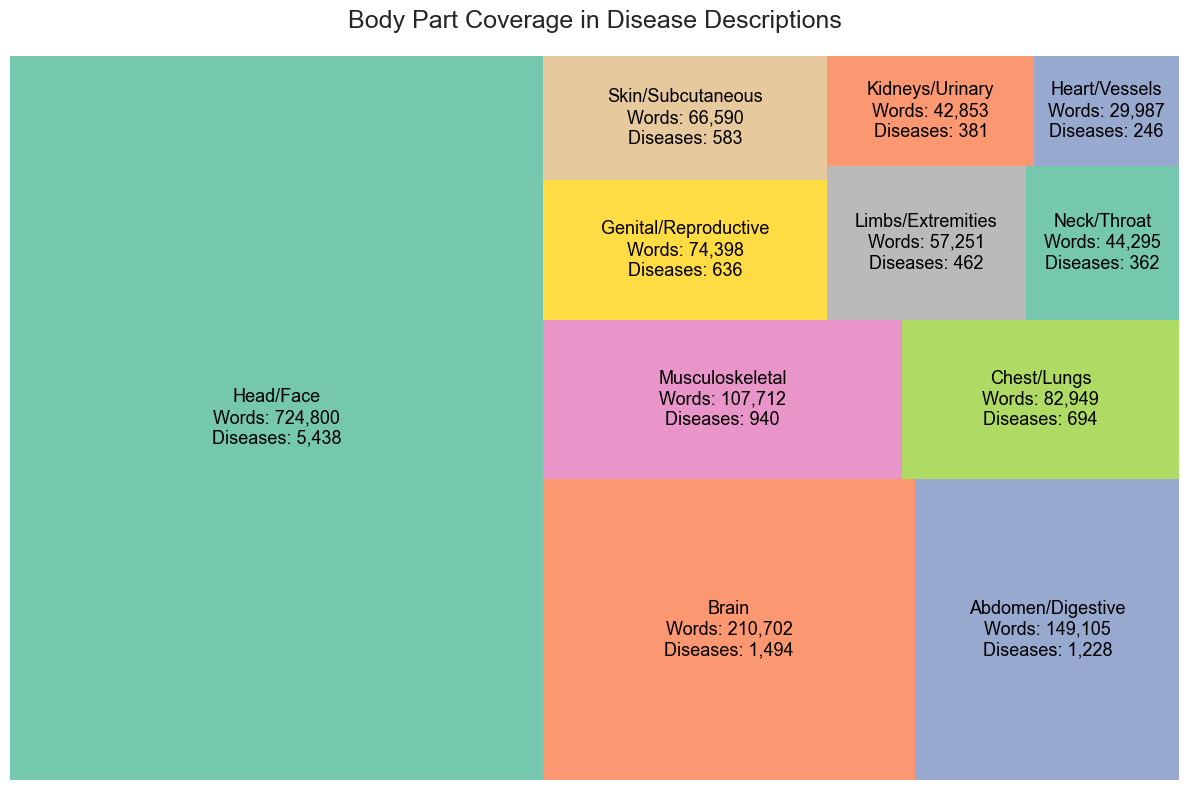 Body Part Coverage in Disease Descriptions
Skin/Subcutaneous
Words: 66,590
Diseases: 583
Kidneys/Urinary
Words: 42,853
Diseases: 381
Heart/Vessels
Words: 29,987
Diseases: 246
Genital/Reproductive
Words: 74,398
Diseases: 636
Limbs/Extremities
Words: 57,251
Diseases: 462
Neck/Throat
Words: 44,295
Diseases: 362
Head/Face
Words: 724,800
Diseases: 5,438
Musculoskeletal
Words: 107,712
Diseases: 940
Chest/Lungs
Words: 82,949
Diseases: 694
Brain
Words: 210,702
Diseases: 1,494
Abdomen/Digestive
Words: 149,105
Diseases: 1,228